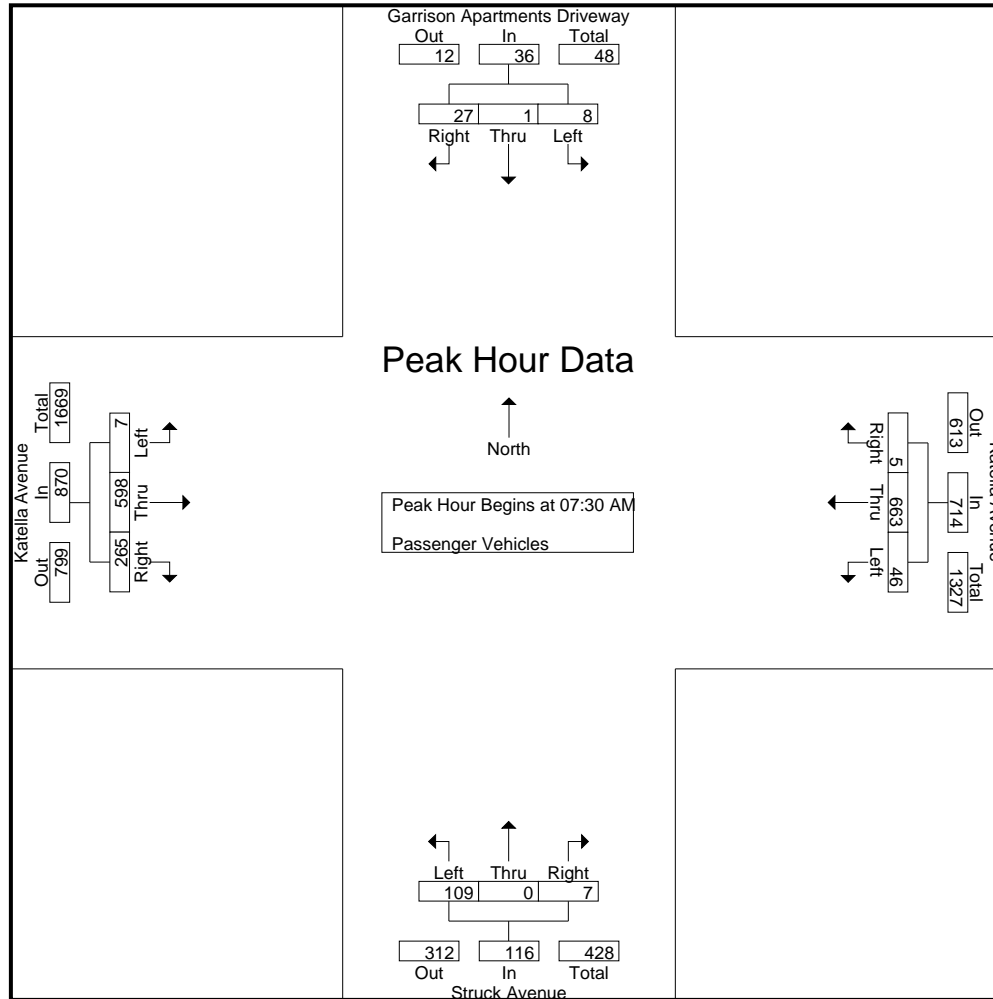 Garrison Apartments Driveway
Out In Total
12 36 48
27 1 8
Right Thru Left
Peak Hour Data
North
Peak Hour Begins at 07:30 AM
Passenger Vehicles
Katella Avenue
Out In Total
799 870 1669
265 598 7
Right Thru Left
Out In Total
613 714 1327
5 663 46
Right Thru Left
Left Thru Right
109 0 7
312 116 428
Out In Total
Struck Avenue